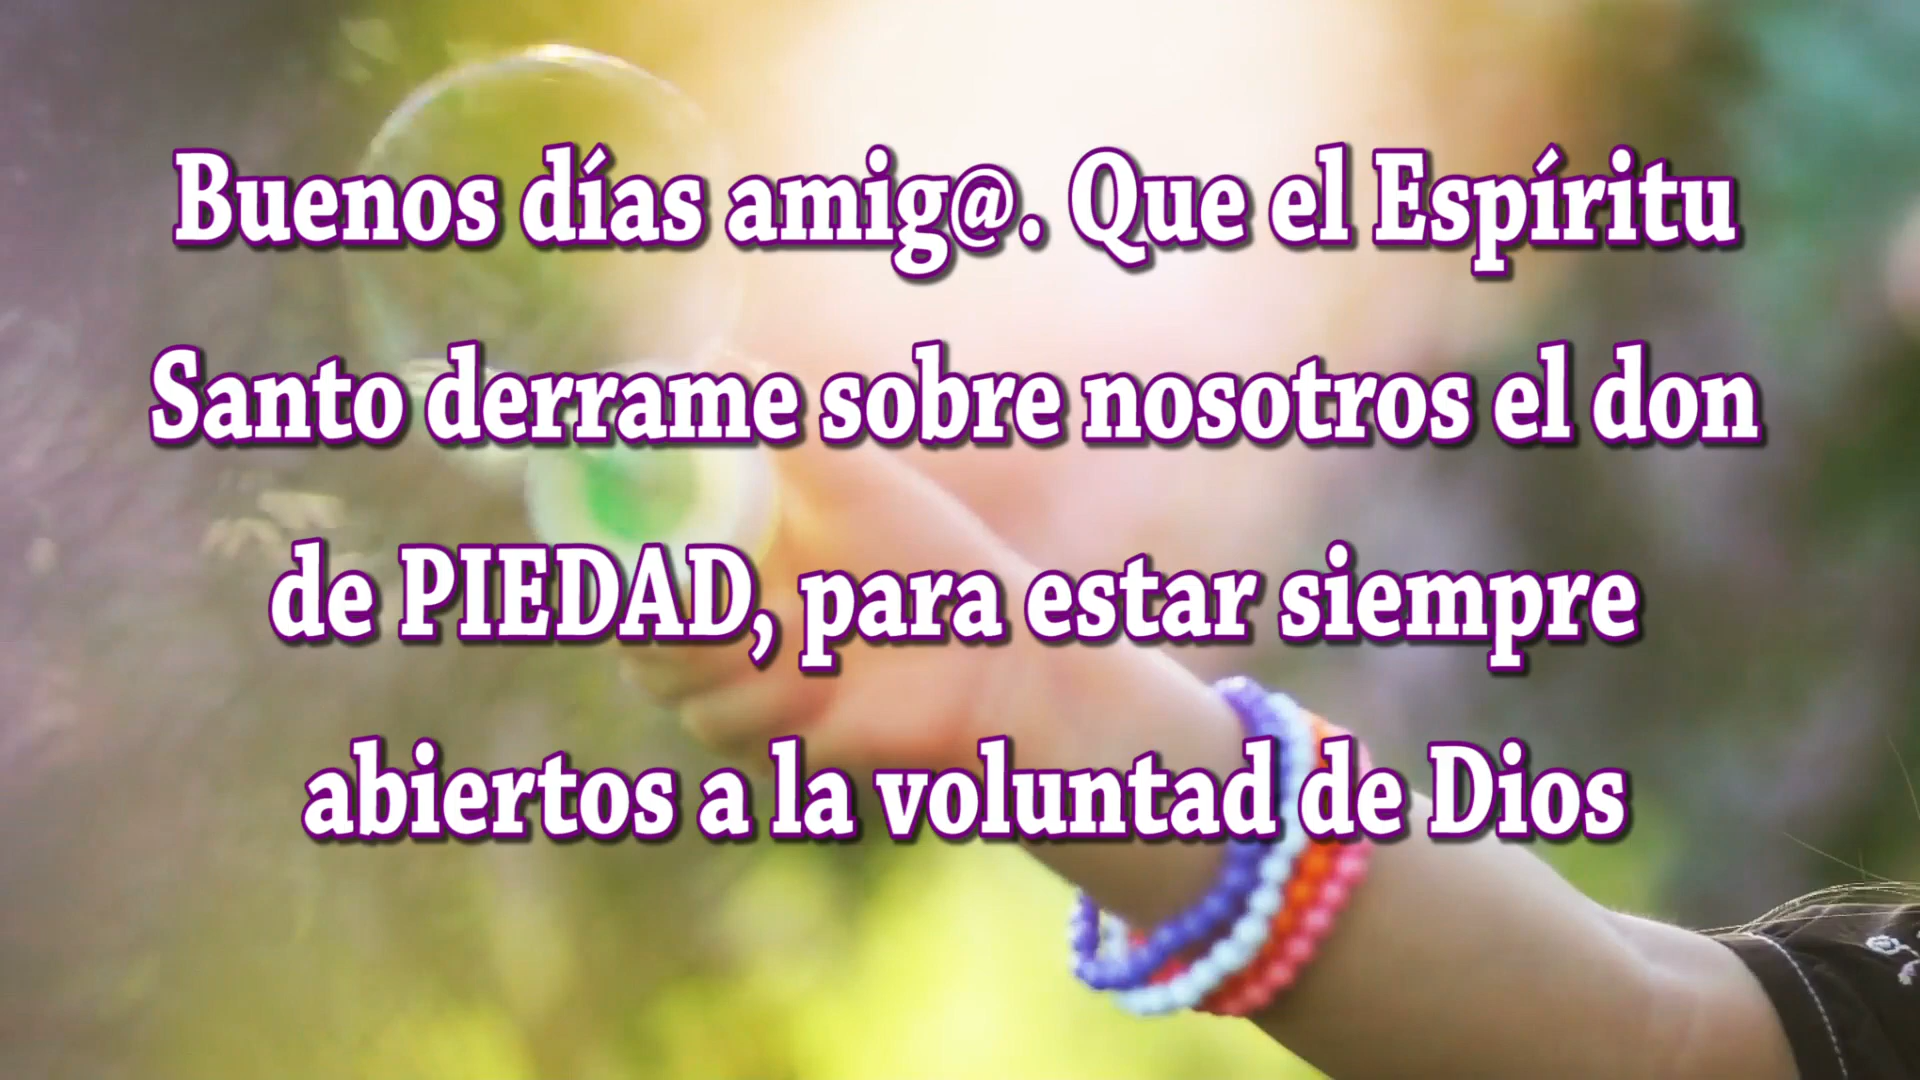 Buenos días amig@. Que el Espíritu
Santo derrame sobre nosotros el don
de PIEDAD, para estar siempre
abiertos a la voluntad de Dios